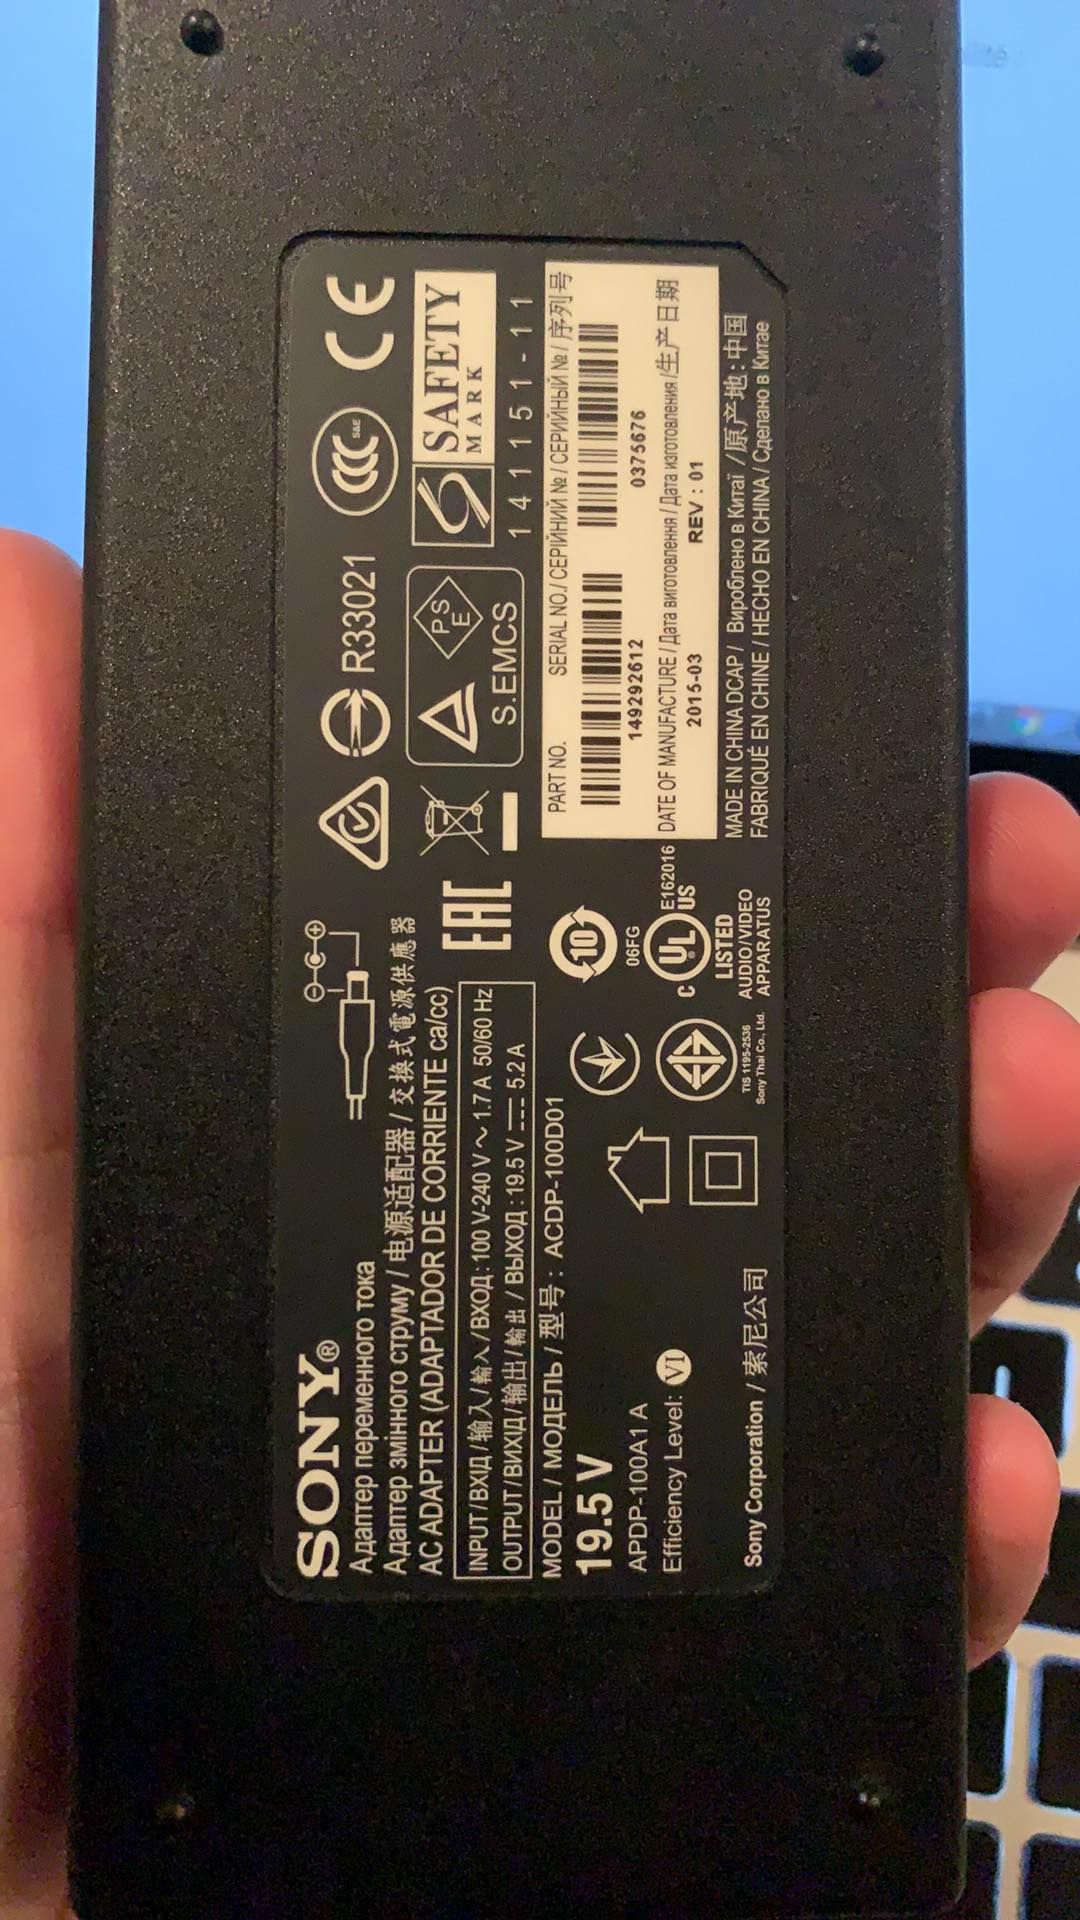 SONY®
Адаптер переменного тока
Адаптер змінного струму / 电源适配器 / 交換式電源供應器
AC ADAPTER (ADAPTADOR DE CORRIENTE ca/cc)
INPUT / ВХІД / 输入 / 輸入 / ВХОД : 100 V-240 V ~ 1.7 A 50/60 Hz
OUTPUT / ВИХІД / 输出 / 輸出 / ВЫХОД : 19.5 V ⎓ 5.2 A
MODEL / МОДЕЛЬ / 型号 : ACDP-100D01
19.5 V
APDP-100A1 A
Efficiency Level: VI
Sony Corporation / 索尼公司
EAC
10
06FG
C UL US
E162016
LISTED
AUDIO/VIDEO
APPARATUS
TIS 1195-2536
Sony Thai Co., Ltd.
R33021
CCC S&E
CE
PSE
S.EMCS
SAFETY
MARK
141151-11
PART NO. SERIAL NO./ СЕРІЙНИЙ № / СЕРИЙНЫЙ № / 序列号
149292612 0375676
DATE OF MANUFACTURE / Дата виготовлення / Дата изготовления / 生产日期
2015-03 REV : 01
MADE IN CHINA DCAP / Вироблено в Китаї / 原产地 : 中国
FABRIQUÉ EN CHINE / HECHO EN CHINA / Сделано в Китае